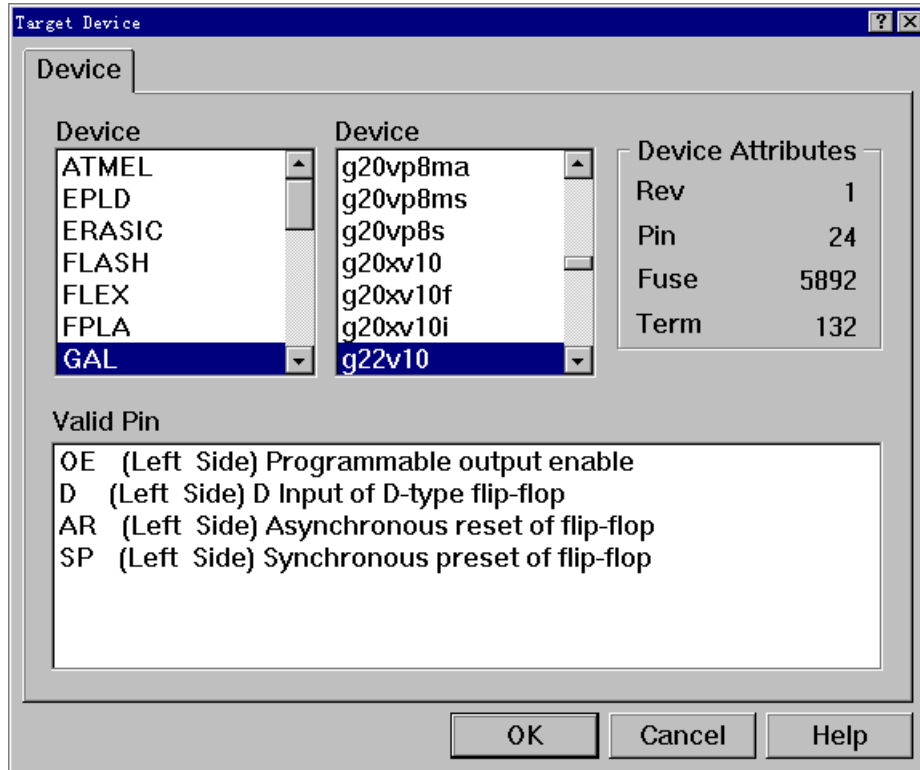 Target Device
Device
Device
ATMEL
EPLD
ERASIC
FLASH
FLEX
FPLA
GAL
Device
g20vp8ma
g20vp8ms
g20vp8s
g20xv10
g20xv10f
g20xv10i
g22v10
Device Attributes
Rev 1
Pin 24
Fuse 5892
Term 132
Valid Pin
OE (Left Side) Programmable output enable
D (Left Side) D Input of D-type flip-flop
AR (Left Side) Asynchronous reset of flip-flop
SP (Left Side) Synchronous preset of flip-flop
OK Cancel Help